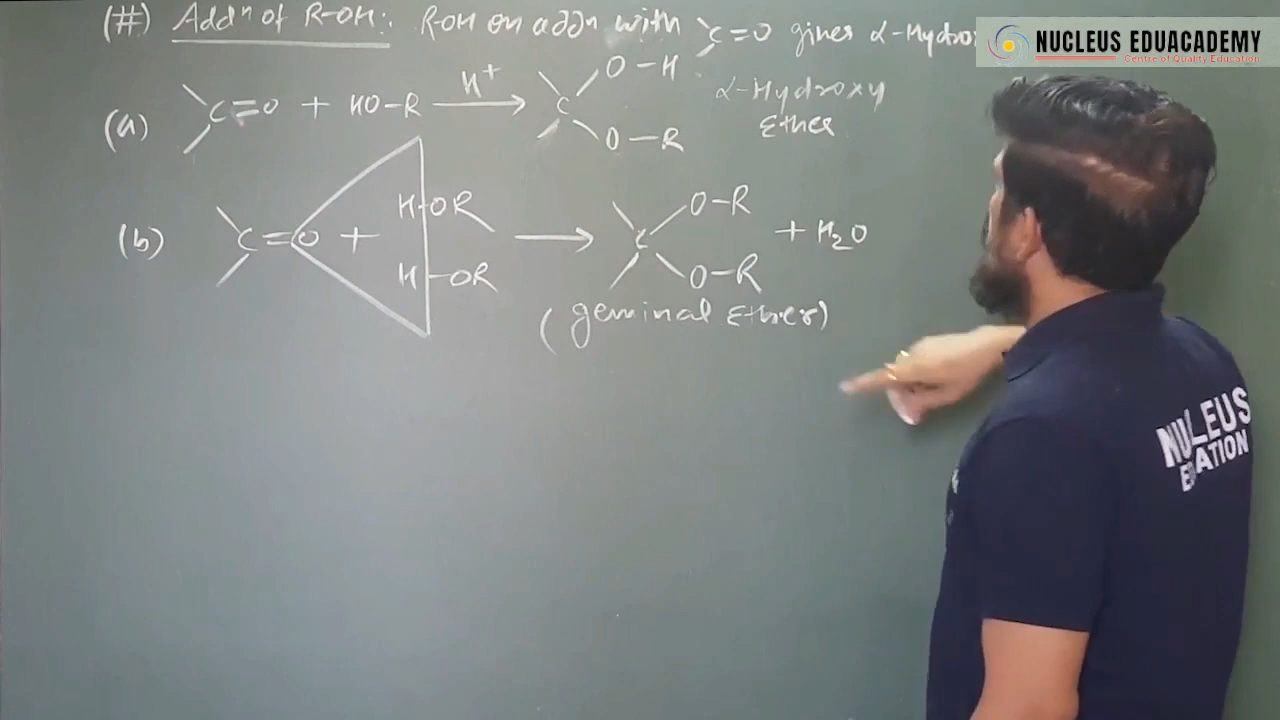 (#) Addⁿ of R-OH: R-OH on addⁿ with C=O gives α-Hydrox
NUCLEUS EDUACADEMY
Centre of Quality Education
(a) C=O + HO-R H⁺ → C O-H O-R α-Hydroxy Ether
(b) C=O + H-OR H-OR → C O-R O-R + H₂O
(geminal Ether)
NUCLEUS
EDUCATION